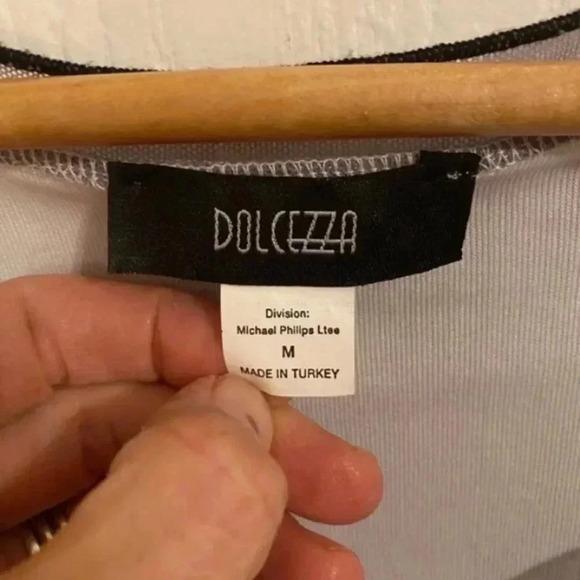 DOLCEZZA
Division:
Michael Philips Ltee
M
MADE IN TURKEY